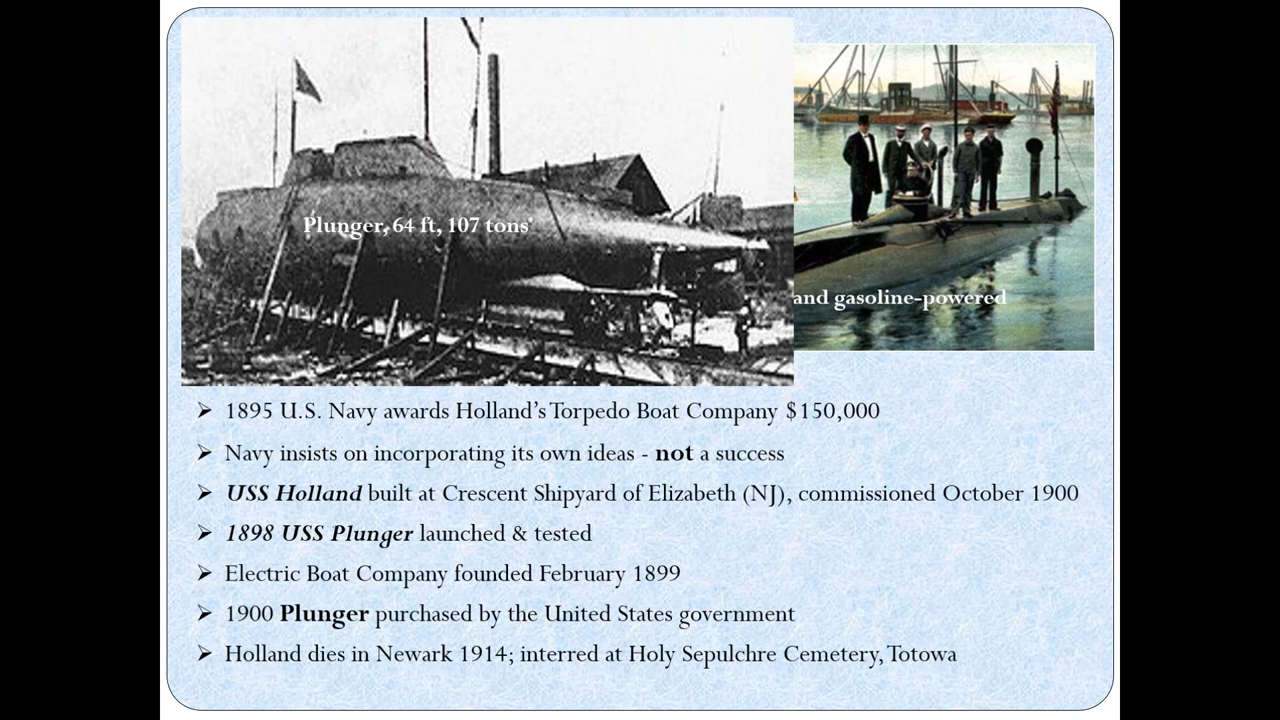 Plunger, 64 ft, 107 tons
and gasoline-powered
1895 U.S. Navy awards Holland's Torpedo Boat Company $150,000
Navy insists on incorporating its own ideas - not a success
USS Holland built at Crescent Shipyard of Elizabeth (NJ), commissioned October 1900
1898 USS Plunger launched & tested
Electric Boat Company founded February 1899
1900 Plunger purchased by the United States government
Holland dies in Newark 1914; interred at Holy Sepulchre Cemetery, Totowa